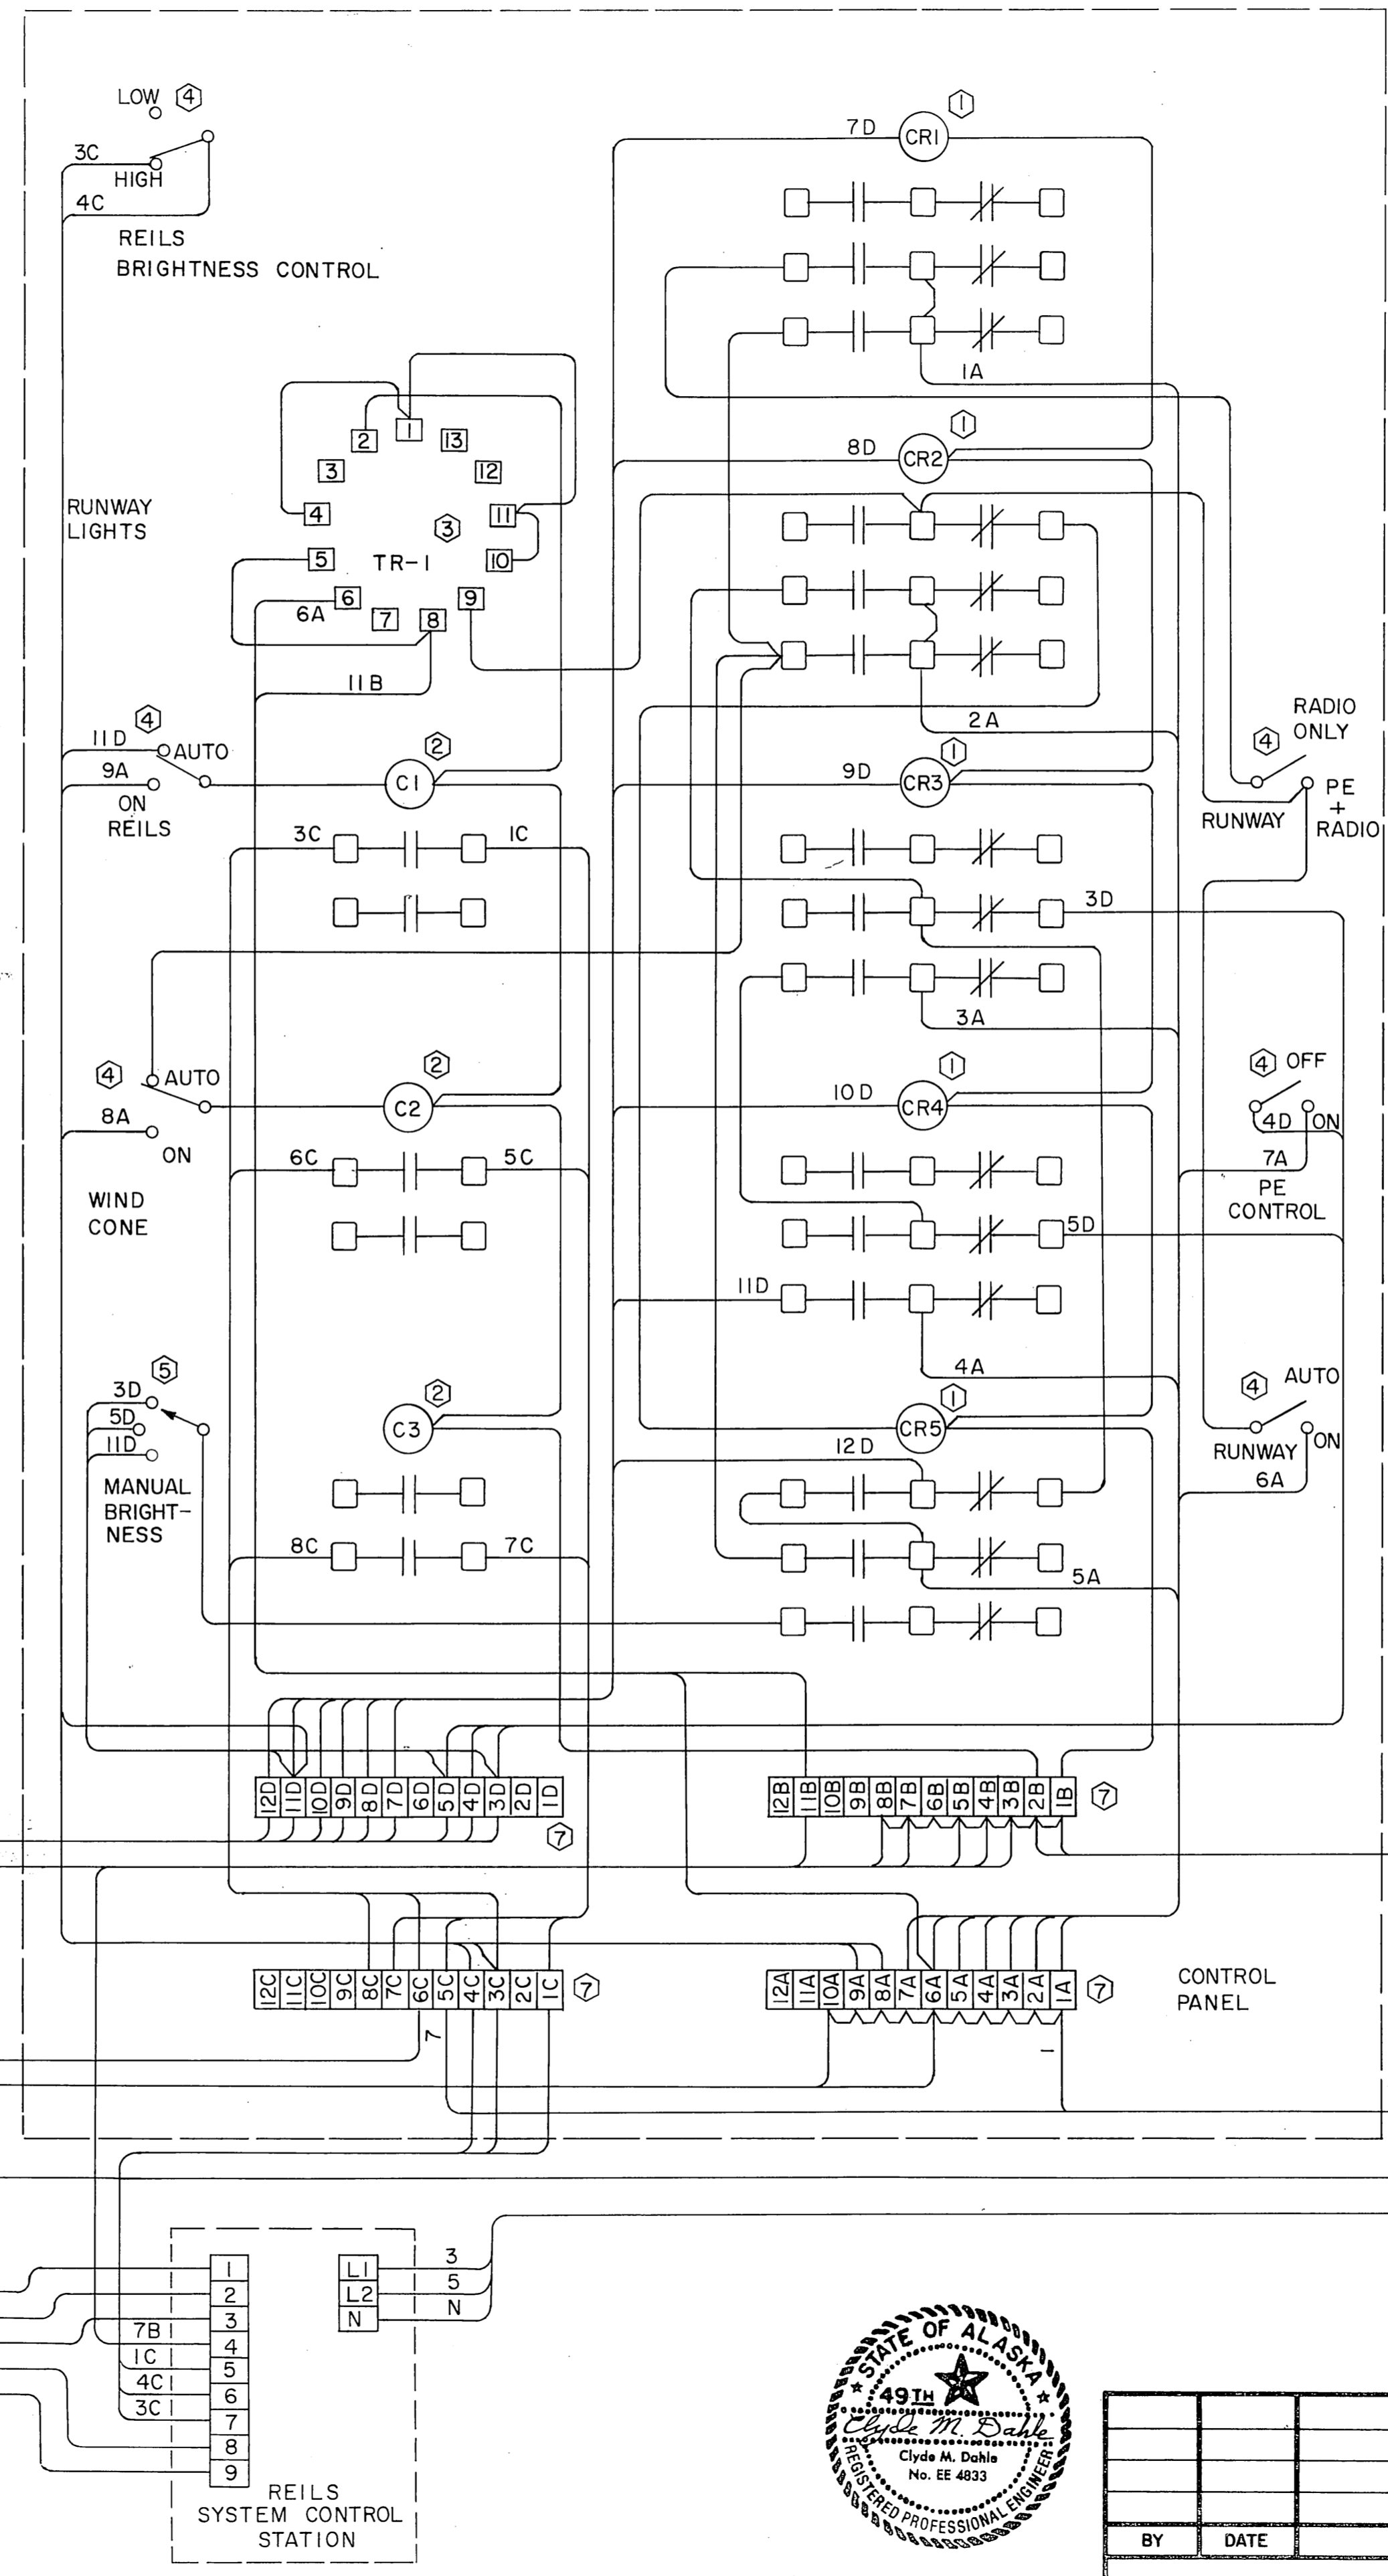 LOW 4
3C
HIGH
4C
REILS
BRIGHTNESS CONTROL
7D CR1 1
1A
8D CR2 1
2 1 13
3 12
4 11
3
5 TR-1 10
6 9
7 8
6A
11B
RUNWAY
LIGHTS
2A
11D 4 AUTO
9A
ON
REILS
C1 2
9D CR3 1
RADIO
ONLY
4
PE
+
RADIO
RUNWAY
3C 1C
3D
3A
4 AUTO
8A
ON
WIND
CONE
C2 2
10D CR4 1
4 OFF
4D ON
7A
PE
CONTROL
6C 5C
5D
11D
4A
5
3D
5D
11D
MANUAL
BRIGHT-
NESS
C3 2
CR5 1
12D
4 AUTO
RUNWAY ON
6A
8C 7C
5A
12D 11D 10D 9D 8D 7D 6D 5D 4D 3D 2D 1D
7
12B 11B 10B 9B 8B 7B 6B 5B 4B 3B 2B 1B 7
12C 11C 10C 9C 8C 7C 6C 5C 4C 3C 2C 1C 7
12A 11A 10A 9A 8A 7A 6A 5A 4A 3A 2A 1A 7
CONTROL
PANEL
7
1
1
2
3
4
5
6
7
8
9
7B
1C
4C
3C
L1 3
L2 5
N N
REILS
SYSTEM CONTROL
STATION
STATE OF ALASKA
49TH
Clyde M. Dahle
Clyde M. Dahle
No. EE 4833
REGISTERED PROFESSIONAL ENGINEER
BY DATE